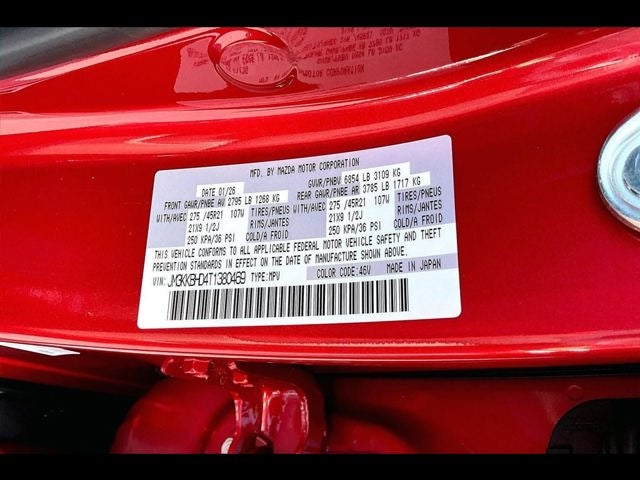 MFD. BY MAZDA MOTOR CORPORATION
DATE 01/26 GVWR/PNBV 6854 LB 3109 KG
FRONT GAWR/PNBE AV 2795 LB 1268 KG REAR GAWR/PNBE AR 3785 LB 1717 KG
WITH/AVEC 275 /45R21 107W TIRES/PNEUS WITH/AVEC 275 /45R21 107W TIRES/PNEUS
21X9 1/2J RIMS/JANTES 21X9 1/2J RIMS/JANTES
250 KPA/36 PSI COLD/A FROID 250 KPA/36 PSI COLD/A FROID
THIS VEHICLE CONFORMS TO ALL APPLICABLE FEDERAL MOTOR VEHICLE SAFETY AND THEFT
PREVENTION STANDARDS IN EFFECT ON THE DATE OF MANUFACTURE SHOWN ABOVE.
JM3KKBHD4T1380469 TYPE:MPV COLOR CODE:46V MADE IN JAPAN